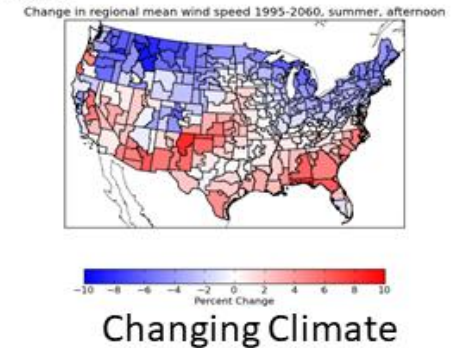 Change in regional mean wind speed 1995-2060, summer, afternoon
−10 −8 −6 −4 −2 0 2 4 6 8 10
Percent Change
Changing Climate